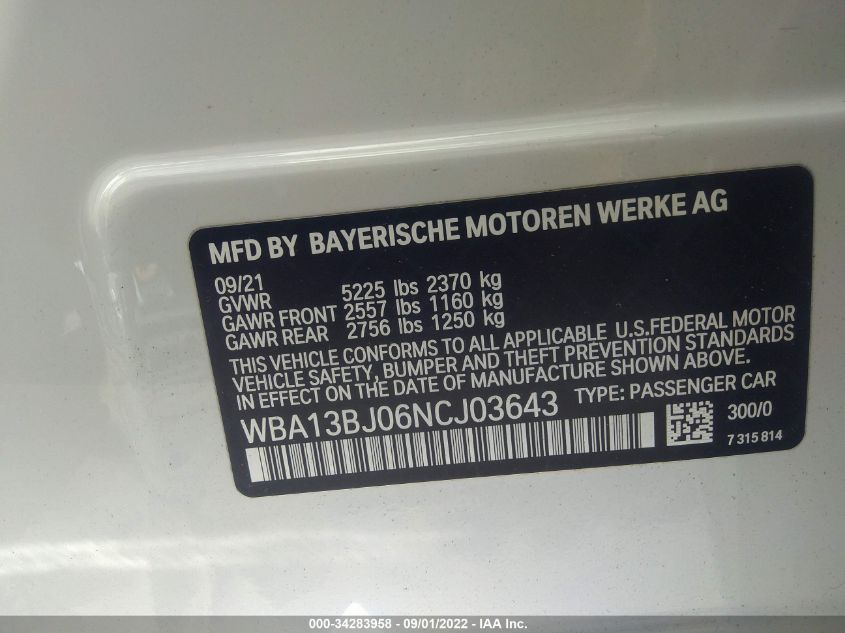 MFD BY BAYERISCHE MOTOREN WERKE AG
09/21
GVWR 5225 lbs 2370 kg
GAWR FRONT 2557 lbs 1160 kg
GAWR REAR 2756 lbs 1250 kg
THIS VEHICLE CONFORMS TO ALL APPLICABLE U.S.FEDERAL MOTOR
VEHICLE SAFETY, BUMPER AND THEFT PREVENTION STANDARDS
IN EFFECT ON THE DATE OF MANUFACTURE SHOWN ABOVE.
WBA13BJ06NCJ03643 TYPE: PASSENGER CAR
300/0
7 315 814
000-34283958 - 09/01/2022 - IAA Inc.